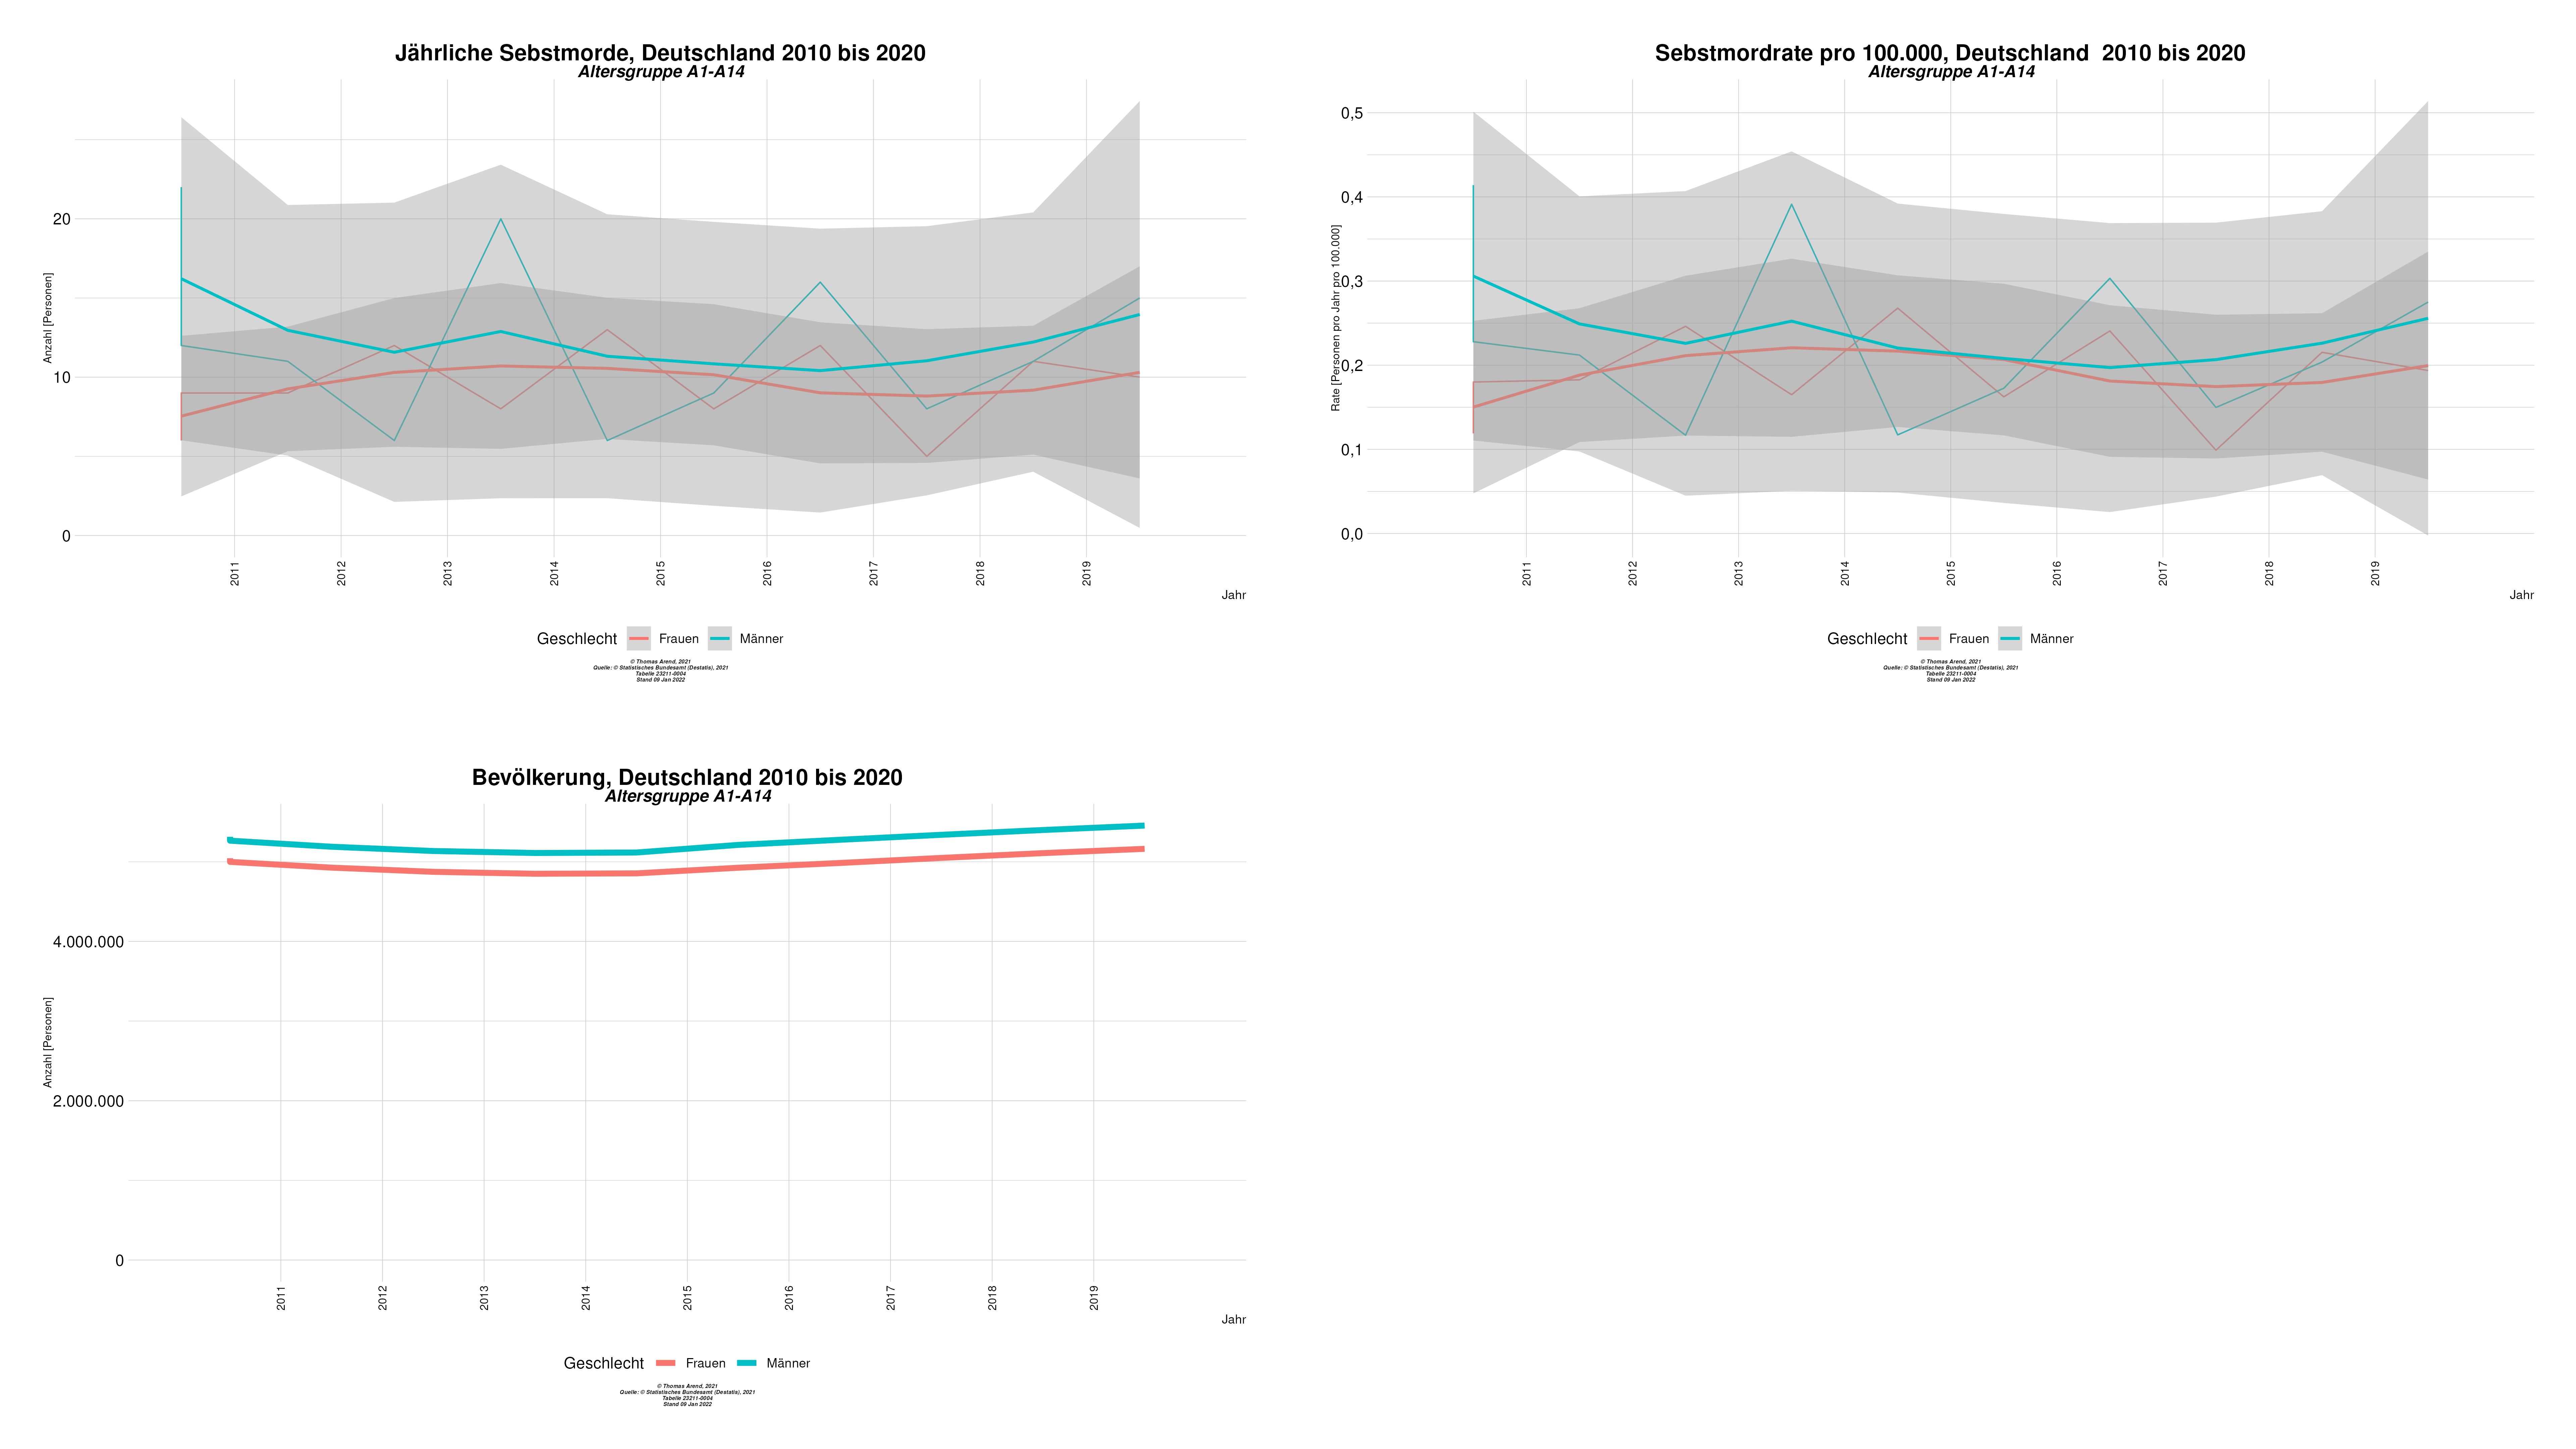 Jährliche Sebstmorde, Deutschland 2010 bis 2020
Altersgruppe A1-A14
Anzahl [Personen]
20
10
0
2011
2012
2013
2014
2015
2016
2017
2018
2019
Jahr
Geschlecht Frauen Männer
© Thomas Arend, 2021
Quelle: © Statistisches Bundesamt (Destatis), 2021
Tabelle 23211-0004
Stand 09 Jan 2022
Sebstmordrate pro 100.000, Deutschland  2010 bis 2020
Altersgruppe A1-A14
Rate [Personen pro Jahr pro 100.000]
0,5
0,4
0,3
0,2
0,1
0,0
2011
2012
2013
2014
2015
2016
2017
2018
2019
Jahr
Geschlecht Frauen Männer
© Thomas Arend, 2021
Quelle: © Statistisches Bundesamt (Destatis), 2021
Tabelle 23211-0004
Stand 09 Jan 2022
Bevölkerung, Deutschland 2010 bis 2020
Altersgruppe A1-A14
Anzahl [Personen]
4.000.000
2.000.000
0
2011
2012
2013
2014
2015
2016
2017
2018
2019
Jahr
Geschlecht Frauen Männer
© Thomas Arend, 2021
Quelle: © Statistisches Bundesamt (Destatis), 2021
Tabelle 23211-0004
Stand 09 Jan 2022